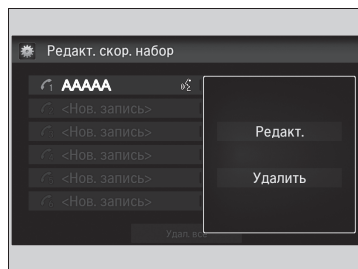 Редакт. скор. набор
AAAAA
<Нов. запись>
<Нов. запись>
<Нов. запись>
<Нов. запись>
<Нов. запись>
Редакт.
Удалить
Удал. все